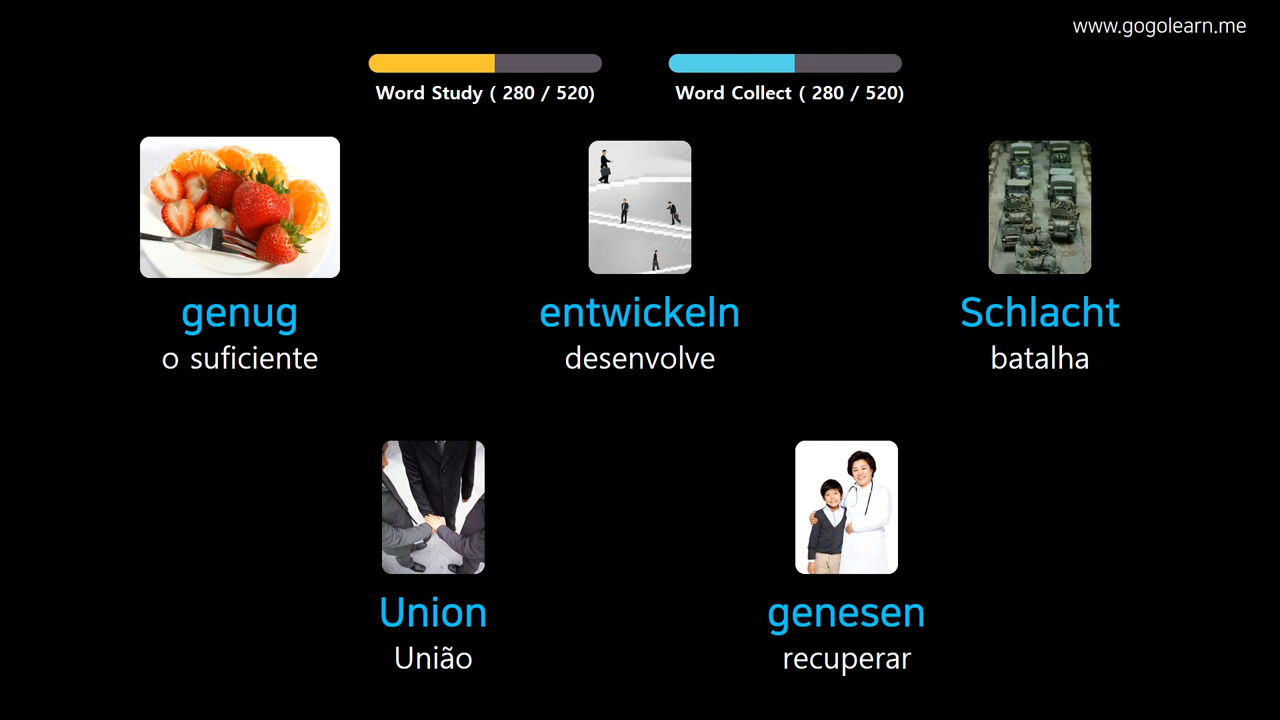 www.gogolearn.me
Word Study ( 280 / 520)
Word Collect ( 280 / 520)
genug
o suficiente
entwickeln
desenvolve
Schlacht
batalha
Union
União
genesen
recuperar